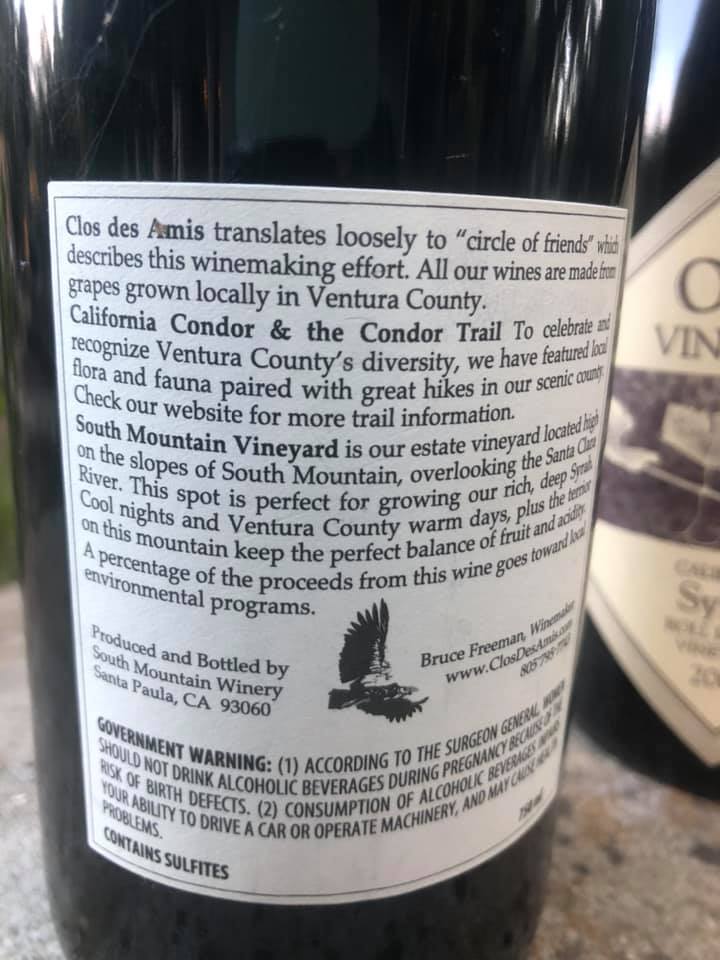 Clos des Amis translates loosely to "circle of friends" which
describes this winemaking effort. All our wines are made from
grapes grown locally in Ventura County.
California Condor & the Condor Trail To celebrate and
recognize Ventura County's diversity, we have featured local
flora and fauna paired with great hikes in our scenic county.
Check our website for more trail information.
South Mountain Vineyard is our estate vineyard located high
on the slopes of South Mountain, overlooking the Santa Clara
River. This spot is perfect for growing our rich, deep Syrah.
Cool nights and Ventura County warm days, plus the terroir
on this mountain keep the perfect balance of fruit and acidity.
A percentage of the proceeds from this wine goes toward local
environmental programs.
Produced and Bottled by
South Mountain Winery
Santa Paula, CA 93060
Bruce Freeman, Winemaker
www.ClosDesAmis.com
GOVERNMENT WARNING: (1) ACCORDING TO THE SURGEON GENERAL, WOMEN
SHOULD NOT DRINK ALCOHOLIC BEVERAGES DURING PREGNANCY BECAUSE OF THE
RISK OF BIRTH DEFECTS. (2) CONSUMPTION OF ALCOHOLIC BEVERAGES IMPAIRS
YOUR ABILITY TO DRIVE A CAR OR OPERATE MACHINERY, AND MAY CAUSE HEALTH
PROBLEMS.
750 ml
CONTAINS SULFITES
O
VIN
Sy
20